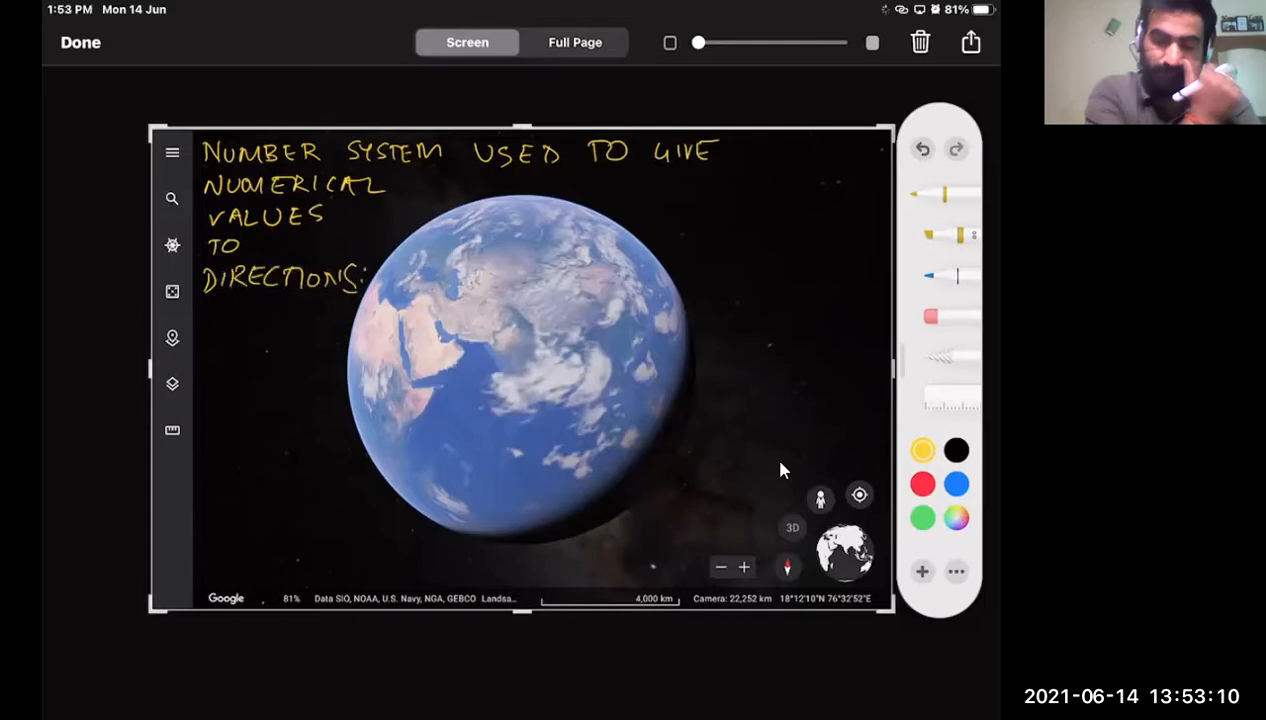 1:53 PM Mon 14 Jun
81%
Done
Screen
Full Page
NUMBER SYSTEM USED TO GIVE
NUMERICAL
VALUES
TO
DIRECTIONS:
3D
Google
81%
Data SIO, NOAA, U.S. Navy, NGA, GEBCO Landsa...
4,000 km
Camera: 22,252 km
18°12'10"N 76°32'52"E
2021-06-14 13:53:10